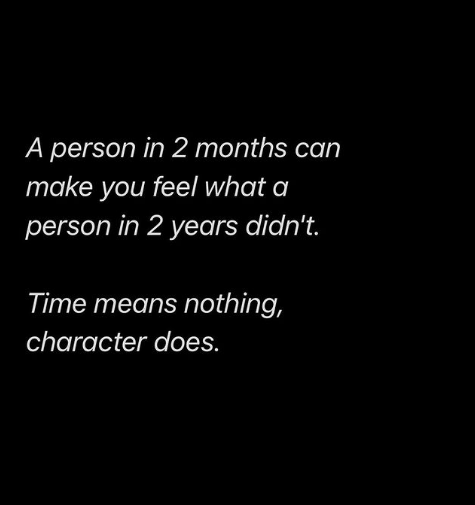 A person in 2 months can
make you feel what a
person in 2 years didn't.
Time means nothing,
character does.